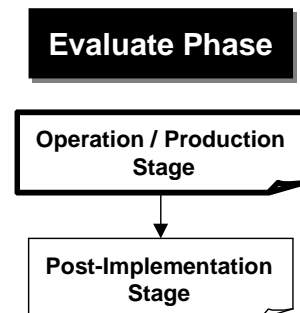 Evaluate Phase
Operation / Production
Stage
Post-Implementation
Stage